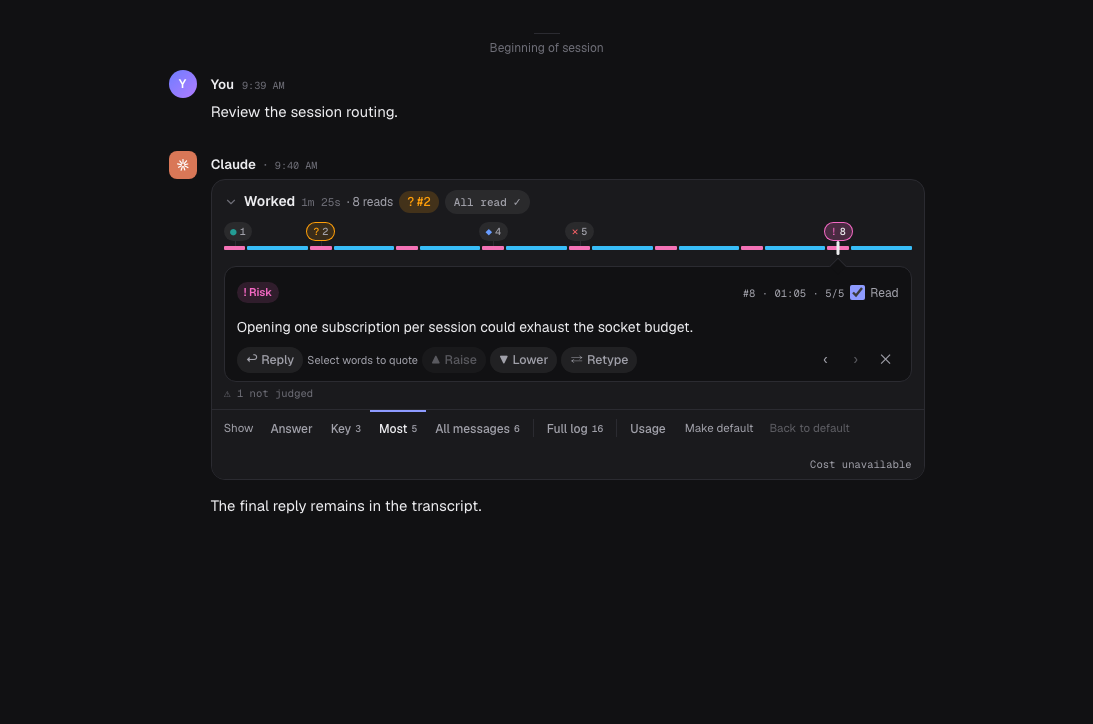 Beginning of session
Y You 9:39 AM
Review the session routing.
Claude · 9:40 AM
Worked 1m 25s · 8 reads ? #2 All read ✓
1 ? 2 ◆ 4 × 5 ! 8
! Risk #8 · 01:05 · 5/5 Read
Opening one subscription per session could exhaust the socket budget.
↩ Reply Select words to quote ▲ Raise ▼ Lower ⇄ Retype ‹ › ×
⚠ 1 not judged
Show Answer Key 3 Most 5 All messages 6 Full log 16 Usage Make default Back to default
Cost unavailable
The final reply remains in the transcript.